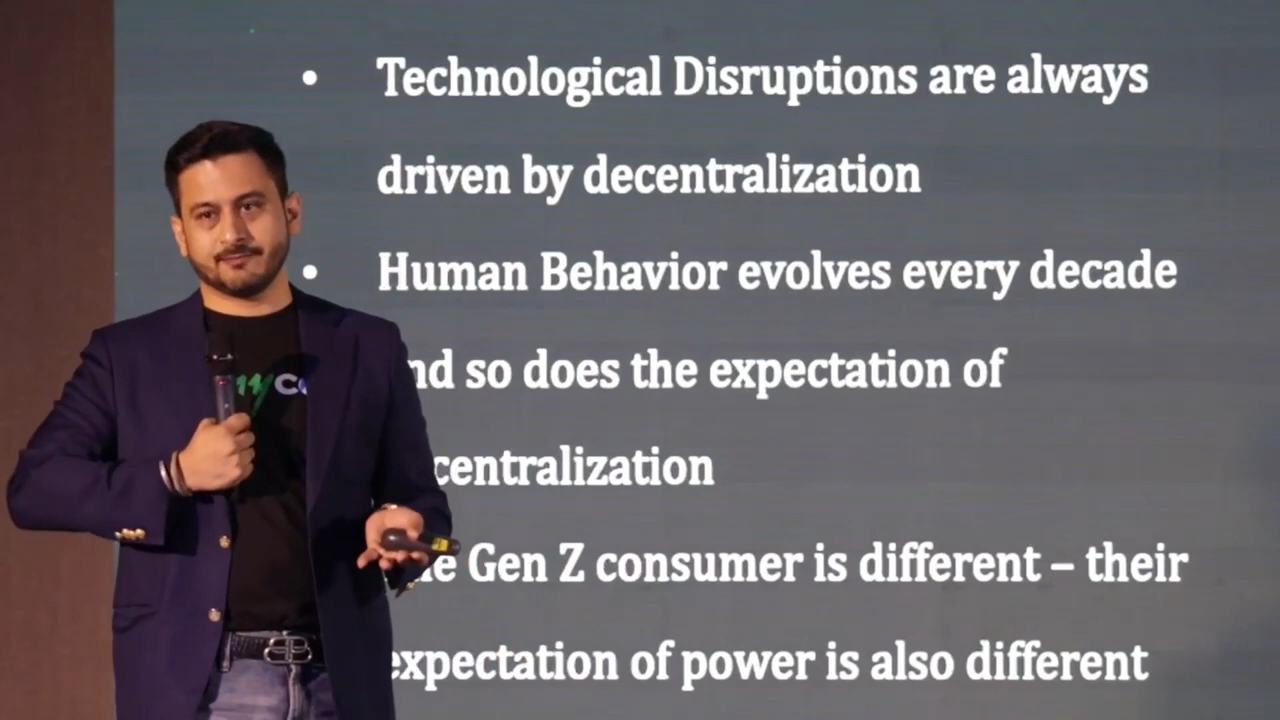 • Technological Disruptions are always
driven by decentralization
• Human Behavior evolves every decade
so does the expectation of
Gen Z consumer is different – their
expectation of power is also different